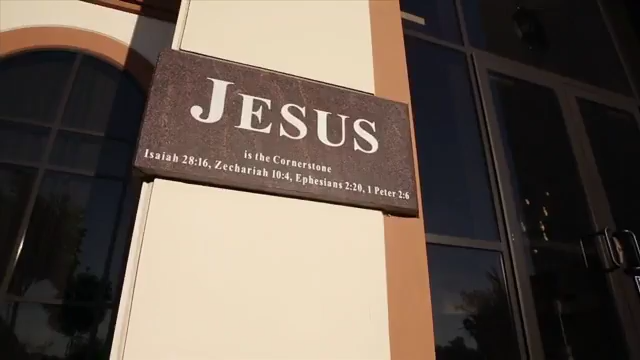 JESUS
is the Cornerstone
Isaiah 28:16, Zechariah 10:4, Ephesians 2:20, 1 Peter 2:6